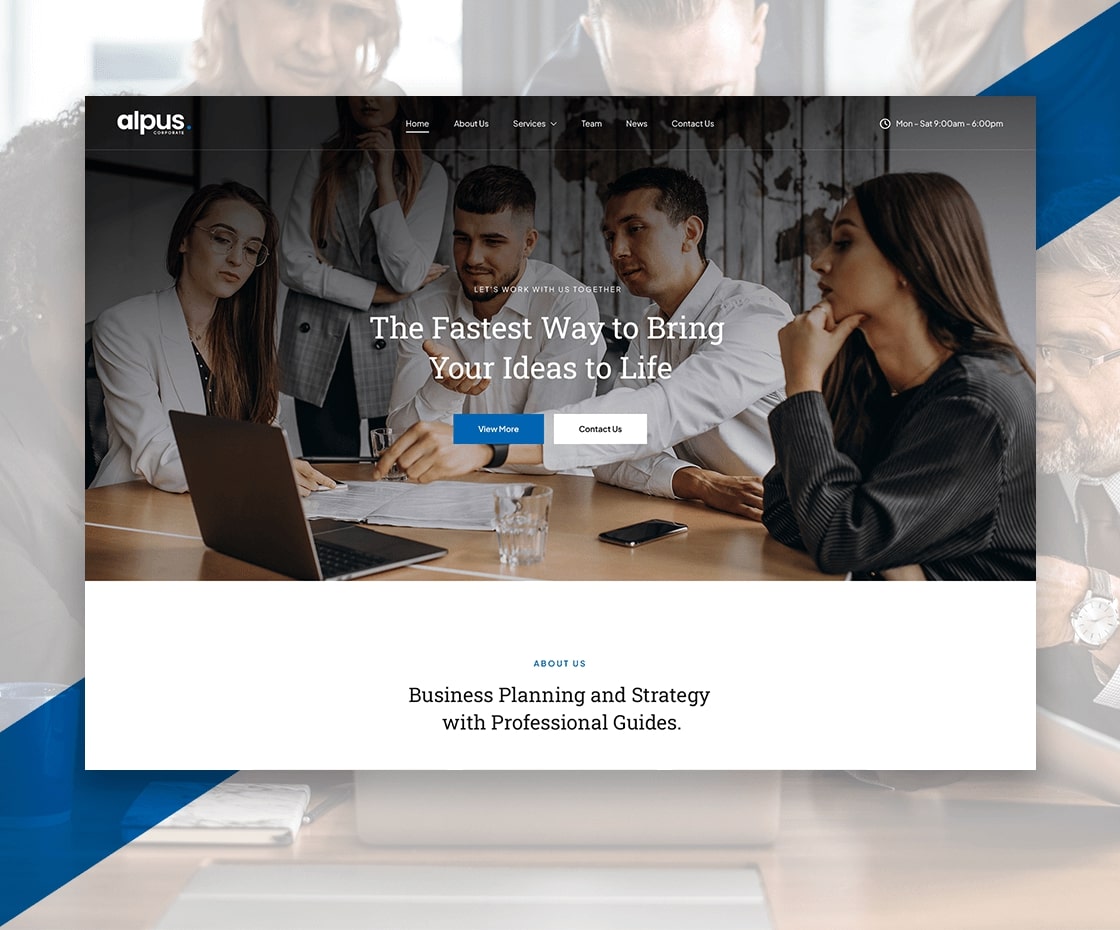 alpus.
CORPORATE
Home
About Us
Services
Team
News
Contact Us
Mon – Sat 9:00am – 6:00pm
LET'S WORK WITH US TOGETHER
The Fastest Way to Bring
Your Ideas to Life
View More
Contact Us
ABOUT US
Business Planning and Strategy
with Professional Guides.